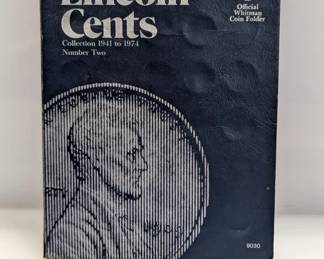 Lincoln
Cents
Collection 1941 to 1974
Number Two
Official
Whitman
Coin Folder
9030